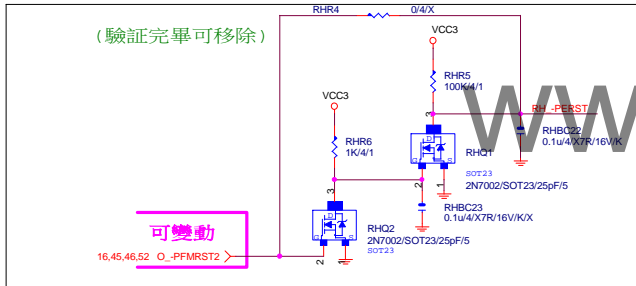 RHR4 0/4/X
(驗証完畢可移除)
VCC3
RHR5
100K/4/1
VCC3
3
RH_-PERST
WW
RHR6
1K/4/1
D
G S
RHQ1
RHBC22
0.1u/4/X7R/16V/K
SOT23
2N7002/SOT23/25pF/5
2 1
3
RHBC23
0.1u/4/X7R/16V/K/X
D
G S
RHQ2
2N7002/SOT23/25pF/5
SOT23
可變動
16,45,46,52 O_-PFMRST2
2 1